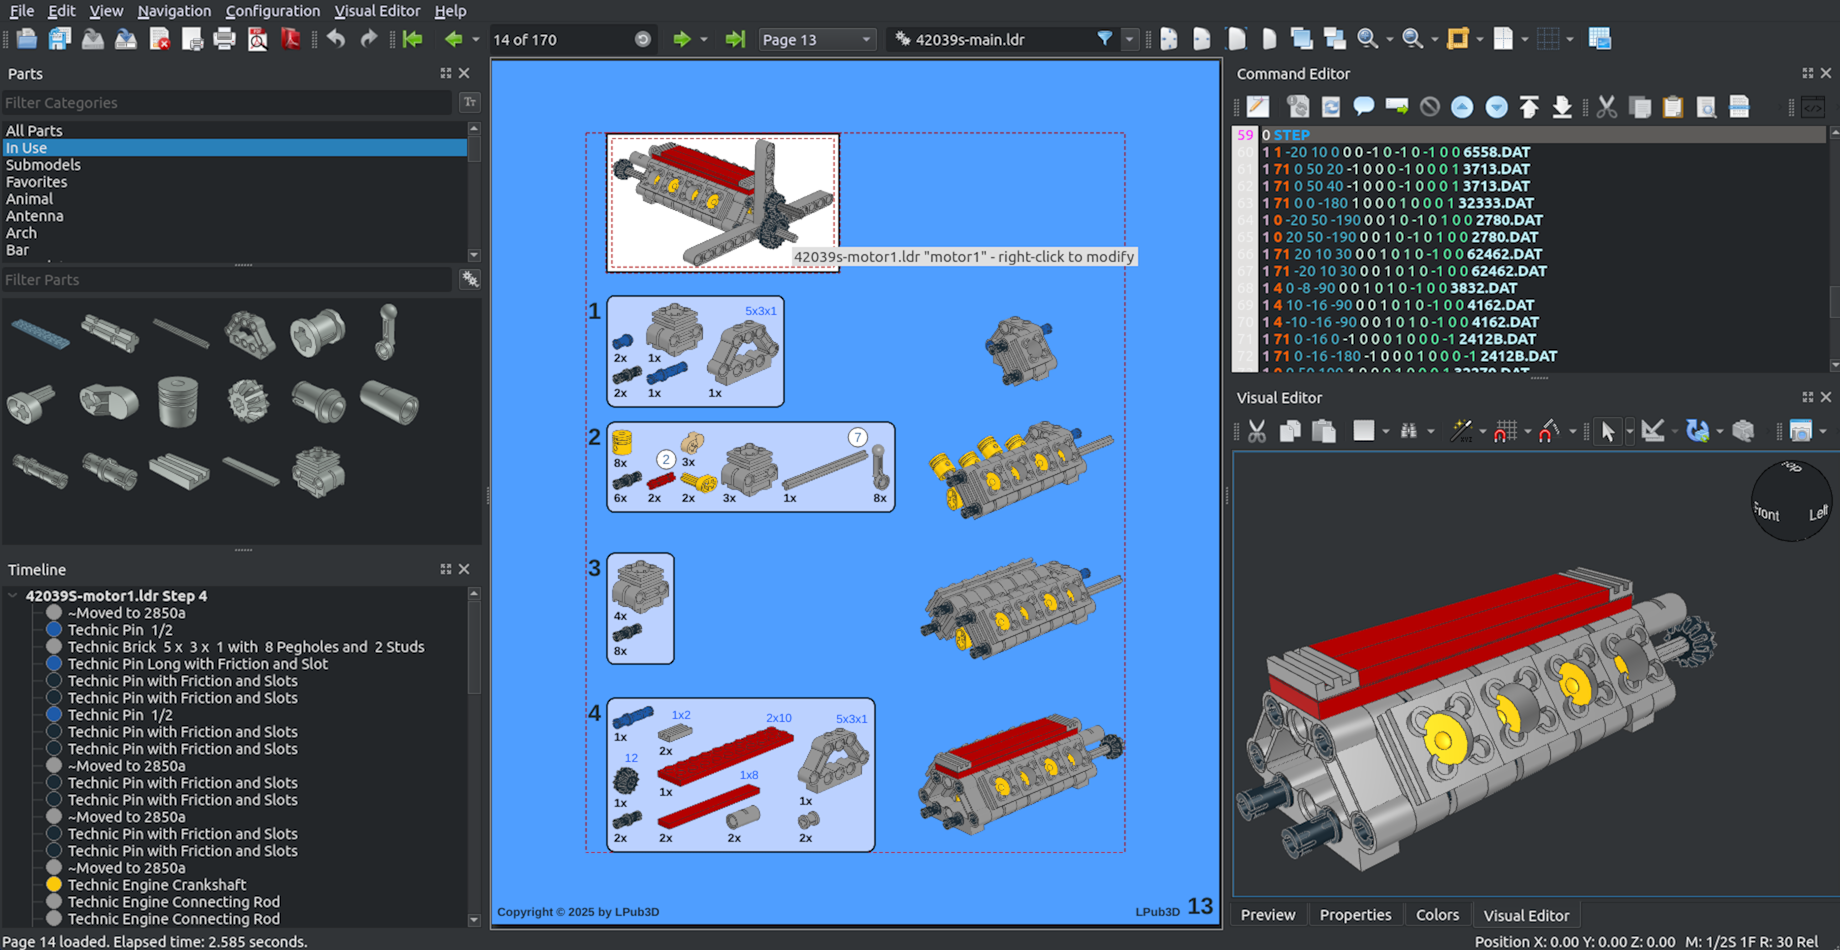 File Edit View Navigation Configuration Visual Editor Help
14 of 170
Page 13
42039s-main.ldr
Parts
Filter Categories
Tт
All Parts
In Use
Submodels
Favorites
Animal
Antenna
Arch
Bar
Filter Parts
Timeline
42039S-motor1.ldr Step 4
~Moved to 2850a
Technic Pin 1/2
Technic Brick 5 x 3 x 1 with 8 Pegholes and 2 Studs
Technic Pin Long with Friction and Slot
Technic Pin with Friction and Slots
Technic Pin with Friction and Slots
Technic Pin 1/2
Technic Pin with Friction and Slots
Technic Pin with Friction and Slots
~Moved to 2850a
Technic Pin with Friction and Slots
Technic Pin with Friction and Slots
~Moved to 2850a
Technic Pin with Friction and Slots
Technic Pin with Friction and Slots
~Moved to 2850a
Technic Engine Crankshaft
Technic Engine Connecting Rod
Technic Engine Connecting Rod
Page 14 loaded. Elapsed time: 2.585 seconds.
42039s-motor1.ldr "motor1" - right-click to modify
1
5x3x1
2x 1x
2x 1x 1x
2
7
8x 2 3x
6x 2x 2x 3x 1x 8x
3
4x
8x
4
1x2 2x10 5x3x1
1x 2x
12
1x8
1x 1x 1x
2x 2x 2x 2x
Copyright © 2025 by LPub3D
LPub3D 13
Command Editor
59 0 STEP
60 1 1 -20 10 0 0 0 -1 0 -1 0 -1 0 0 6558.DAT
61 1 71 0 50 20 -1 0 0 0 -1 0 0 0 1 3713.DAT
62 1 71 0 50 40 -1 0 0 0 -1 0 0 0 1 3713.DAT
63 1 71 0 0 -180 1 0 0 0 1 0 0 0 1 32333.DAT
64 1 0 -20 50 -190 0 0 1 0 -1 0 1 0 0 2780.DAT
65 1 0 20 50 -190 0 0 1 0 -1 0 1 0 0 2780.DAT
66 1 71 20 10 30 0 0 1 0 1 0 -1 0 0 62462.DAT
67 1 71 -20 10 30 0 0 1 0 1 0 -1 0 0 62462.DAT
68 1 4 0 -8 -90 0 0 1 0 1 0 -1 0 0 3832.DAT
69 1 4 10 -16 -90 0 0 1 0 1 0 -1 0 0 4162.DAT
70 1 4 -10 -16 -90 0 0 1 0 1 0 -1 0 0 4162.DAT
71 1 71 0 -16 0 -1 0 0 0 1 0 0 0 -1 2412B.DAT
72 1 71 0 -16 -180 -1 0 0 0 1 0 0 0 -1 2412B.DAT
Visual Editor
XYZ
Top
Front Left
Preview Properties Colors Visual Editor
Position X: 0.00 Y: 0.00 Z: 0.00 M: 1/2S 1F R: 30 Rel